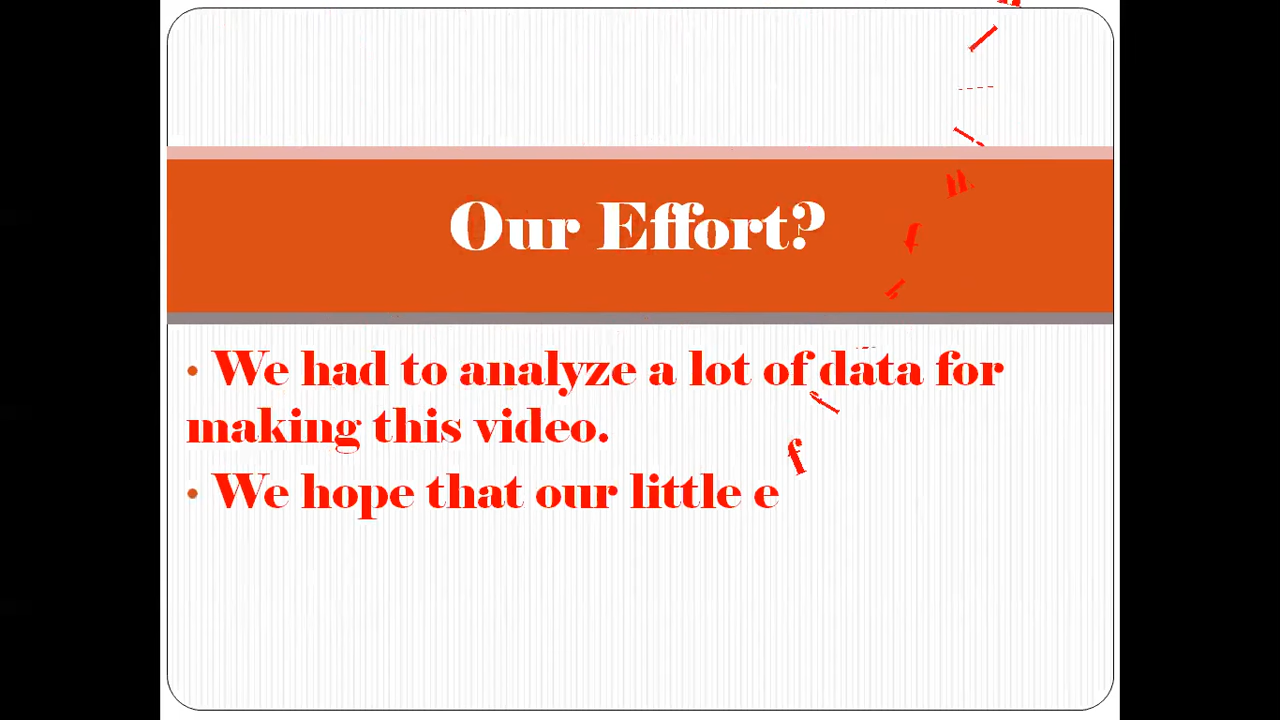 Our Effort?
• We had to analyze a lot of data for
making this video.
• We hope that our little e